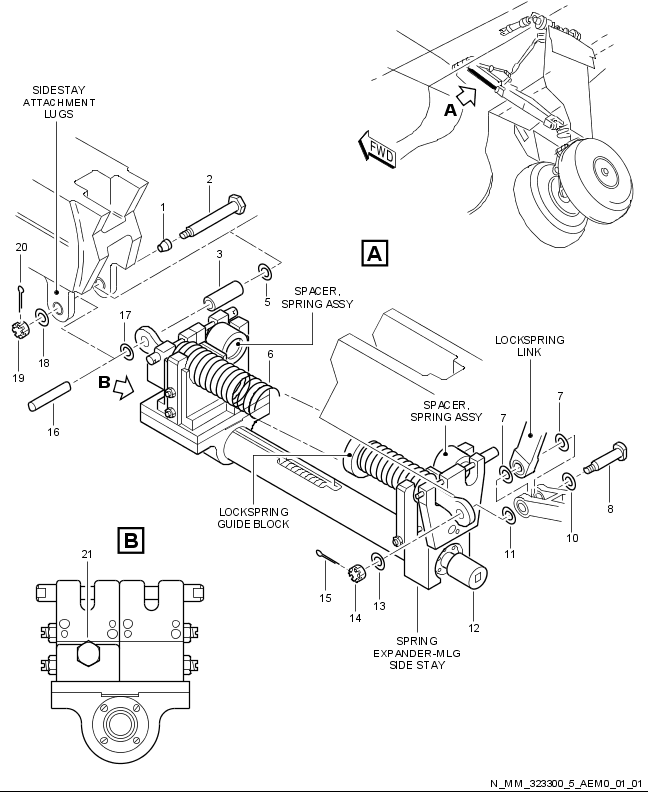 SIDESTAY
ATTACHMENT
LUGS
A
FWD
2
1
20
A
3
5
SPACER,
SPRING ASSY
17
19
18
6
B
16
LOCKSPRING
LINK
SPACER,
SPRING ASSY
7
7
LOCKSPRING
GUIDE BLOCK
8
10
11
B
21
15
14
13
12
SPRING
EXPANDER-MLG
SIDE STAY
N_MM_323300_5_AEM0_01_01